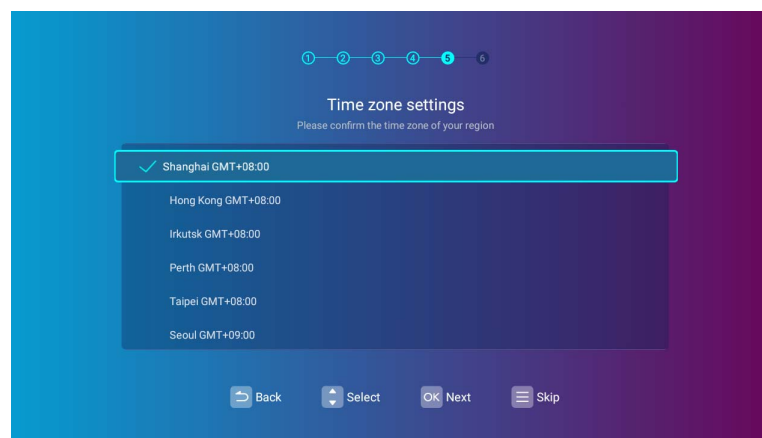 1 2 3 4 5 6
Time zone settings
Please confirm the time zone of your region
Shanghai GMT+08:00
Hong Kong GMT+08:00
Irkutsk GMT+08:00
Perth GMT+08:00
Taipei GMT+08:00
Seoul GMT+09:00
Back Select OK Next Skip